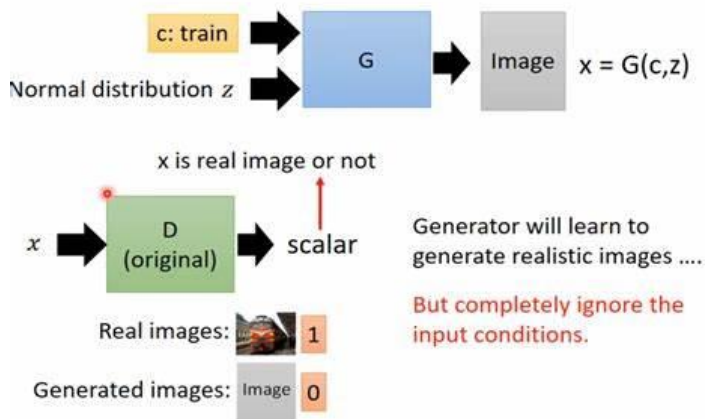 c: train
Normal distribution z
G
Image
x = G(c,z)
x is real image or not
x
D
(original)
scalar
Generator will learn to
generate realistic images ....
But completely ignore the
input conditions.
Real images:
1
Generated images:
Image
0